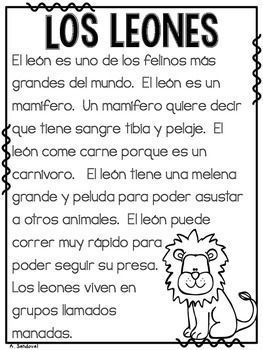 LOS LEONES
El león es uno de los felinos más
grandes del mundo. El león es un
mamífero. Un mamífero quiere decir
que tiene sangre tibia y pelaje. El
león come carne porque es un
carnívoro. El león tiene una melena
grande y peluda para poder asustar
a otros animales. El león puede
correr muy rápido para
poder seguir su presa.
Los leones viven en
grupos llamados
manadas.
A. Sandoval